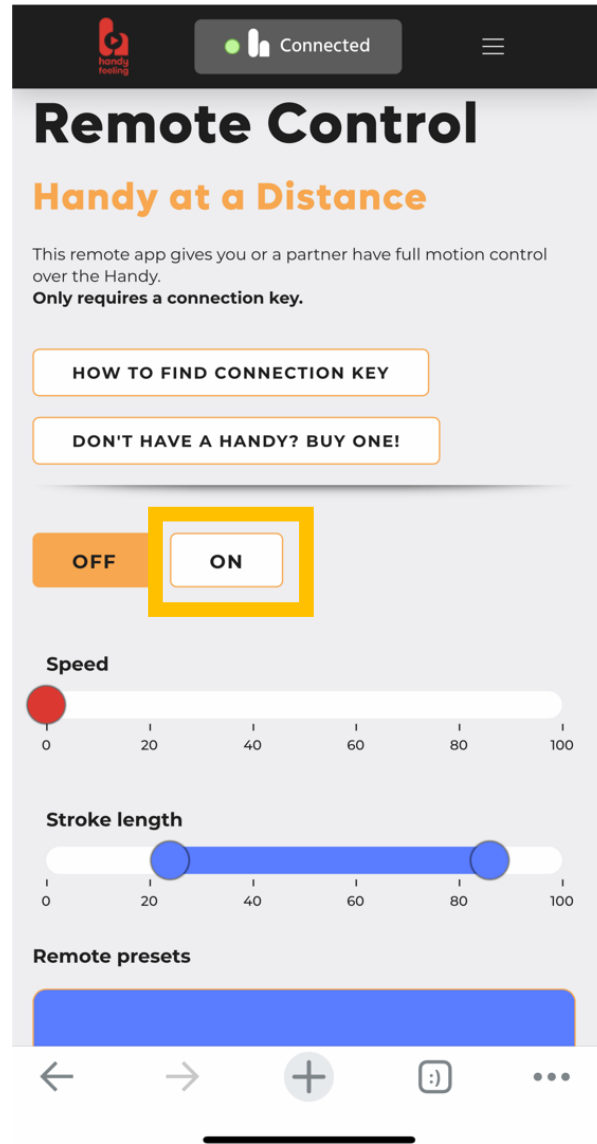 handy
feeling
Connected
Remote Control
Handy at a Distance
This remote app gives you or a partner have full motion control
over the Handy.
Only requires a connection key.
HOW TO FIND CONNECTION KEY
DON'T HAVE A HANDY? BUY ONE!
OFF ON
Speed
0 20 40 60 80 100
Stroke length
0 20 40 60 80 100
Remote presets
:)